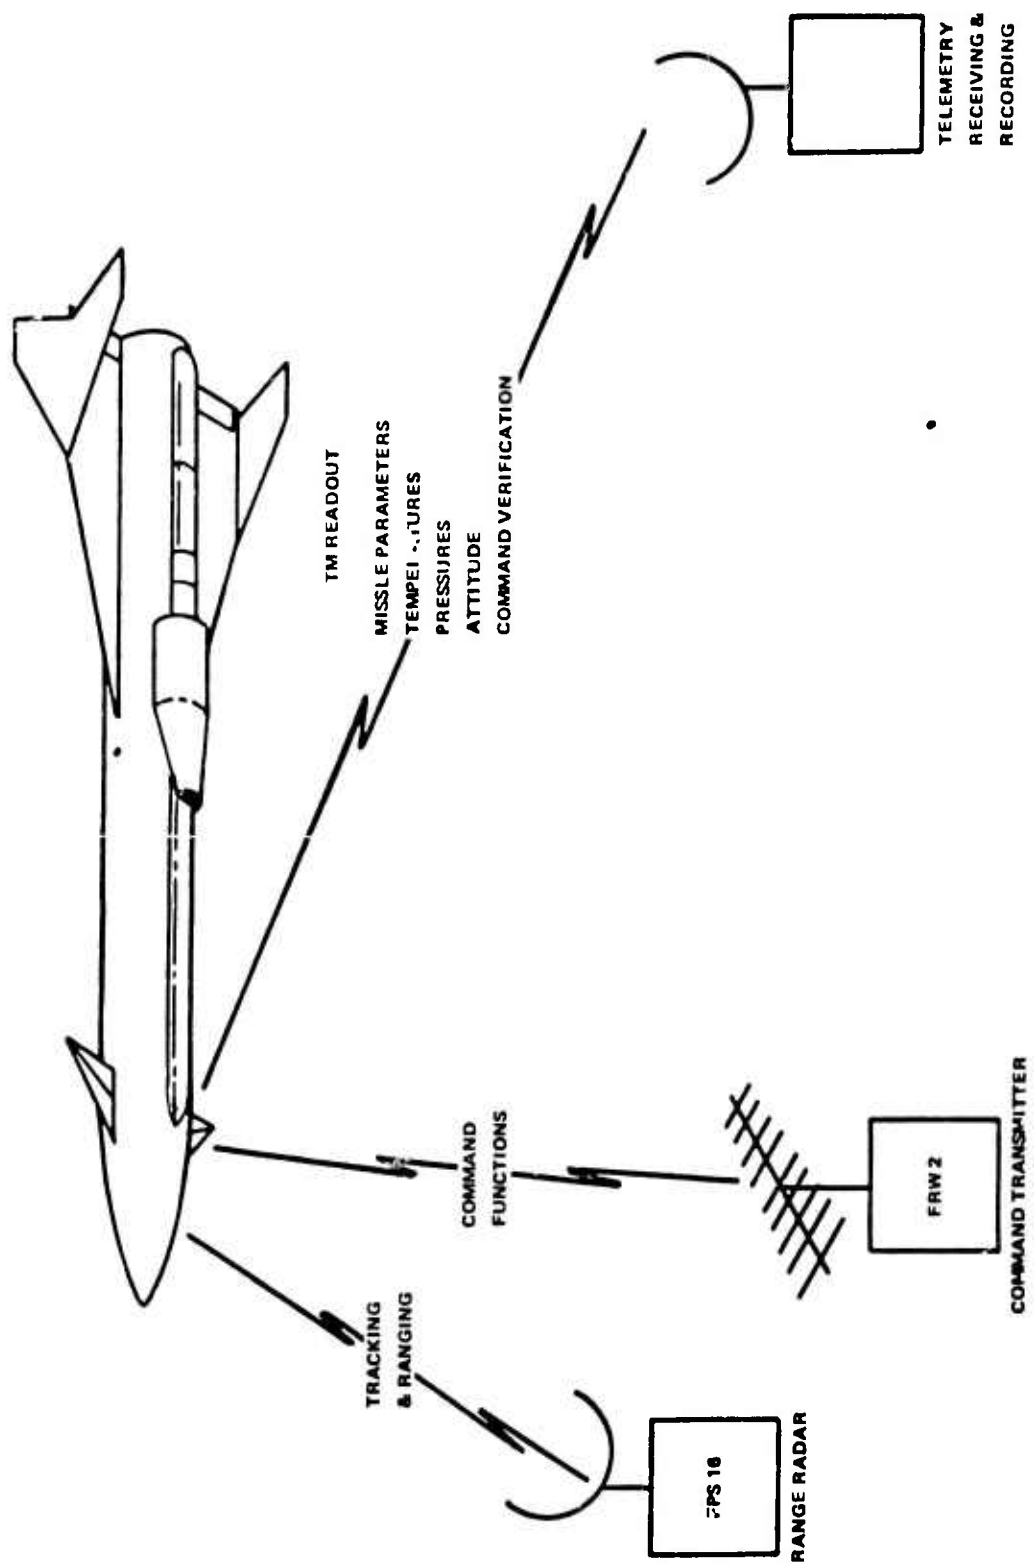 TM READOUT
MISSLE PARAMETERS
PRESSURES
ATTITUDE
COMMAND VERIFICATION
TRACKING
& RANGING
COMMAND
FUNCTIONS
16
RANGE RADAR
FRW 2
COMMAND TRANSMITTER
TELEMETRY
RECEIVING &
RECORDING